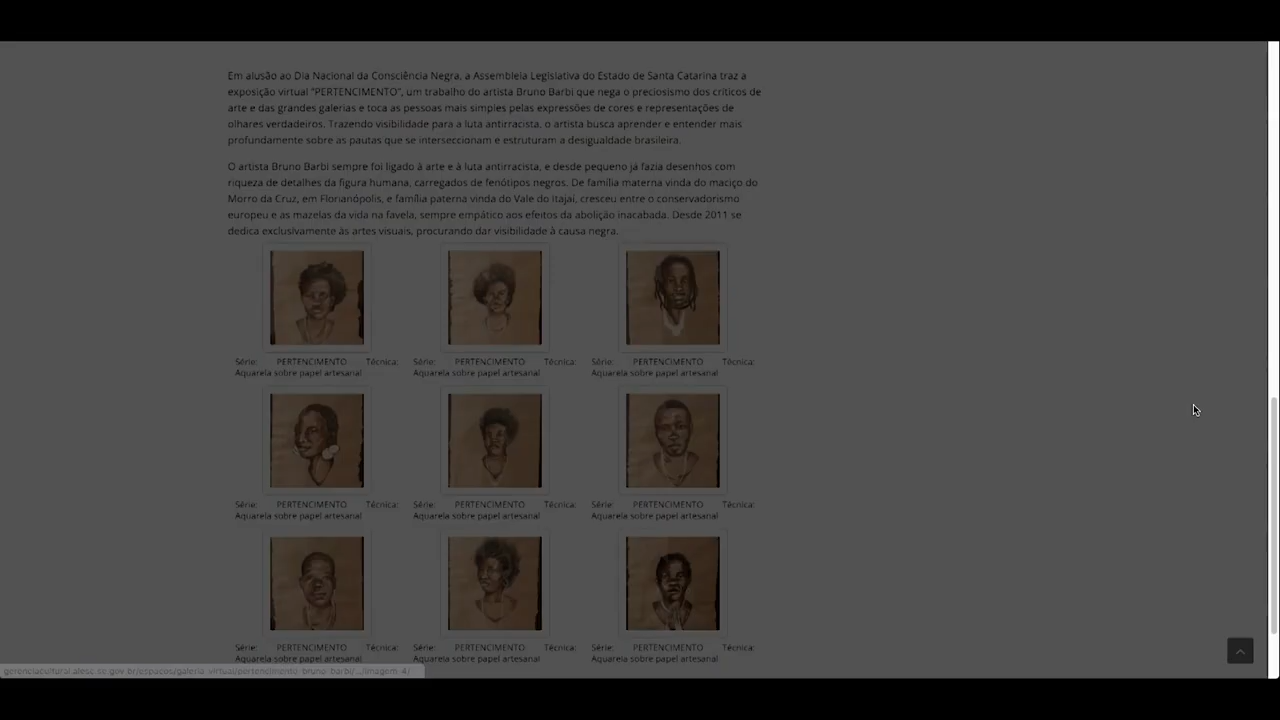 Em alusão ao Dia Nacional da Consciência Negra, a Assembleia Legislativa do Estado de Santa Catarina traz a
exposição virtual "PERTENCIMENTO", um trabalho do artista Bruno Barbi que nega o preciosismo dos críticos de
arte e das grandes galerias e toca as pessoas mais simples pelas expressões de cores e representações de
olhares verdadeiros. Trazendo visibilidade para a luta antirracista, o artista busca aprender e entender mais
profundamente sobre as pautas que se interseccionam e estruturam a desigualdade brasileira.
O artista Bruno Barbi sempre foi ligado à arte e à luta antirracista, e desde pequeno já fazia desenhos com
riqueza de detalhes da figura humana, carregados de fenótipos negros. De família materna vinda do maciço do
Morro da Cruz, em Florianópolis, e família paterna vinda do Vale do Itajaí, cresceu entre o conservadorismo
europeu e as mazelas da vida na favela, sempre empático aos efeitos da abolição inacabada. Desde 2011 se
dedica exclusivamente às artes visuais, procurando dar visibilidade à causa negra.
Série: PERTENCIMENTO Técnica:
Aquarela sobre papel artesanal
Série: PERTENCIMENTO Técnica:
Aquarela sobre papel artesanal
Série: PERTENCIMENTO Técnica:
Aquarela sobre papel artesanal
Série: PERTENCIMENTO Técnica:
Aquarela sobre papel artesanal
Série: PERTENCIMENTO Técnica:
Aquarela sobre papel artesanal
Série: PERTENCIMENTO Técnica:
Aquarela sobre papel artesanal
Série: PERTENCIMENTO Técnica:
Aquarela sobre papel artesanal
Série: PERTENCIMENTO Técnica:
Aquarela sobre papel artesanal
Série: PERTENCIMENTO Técnica:
Aquarela sobre papel artesanal